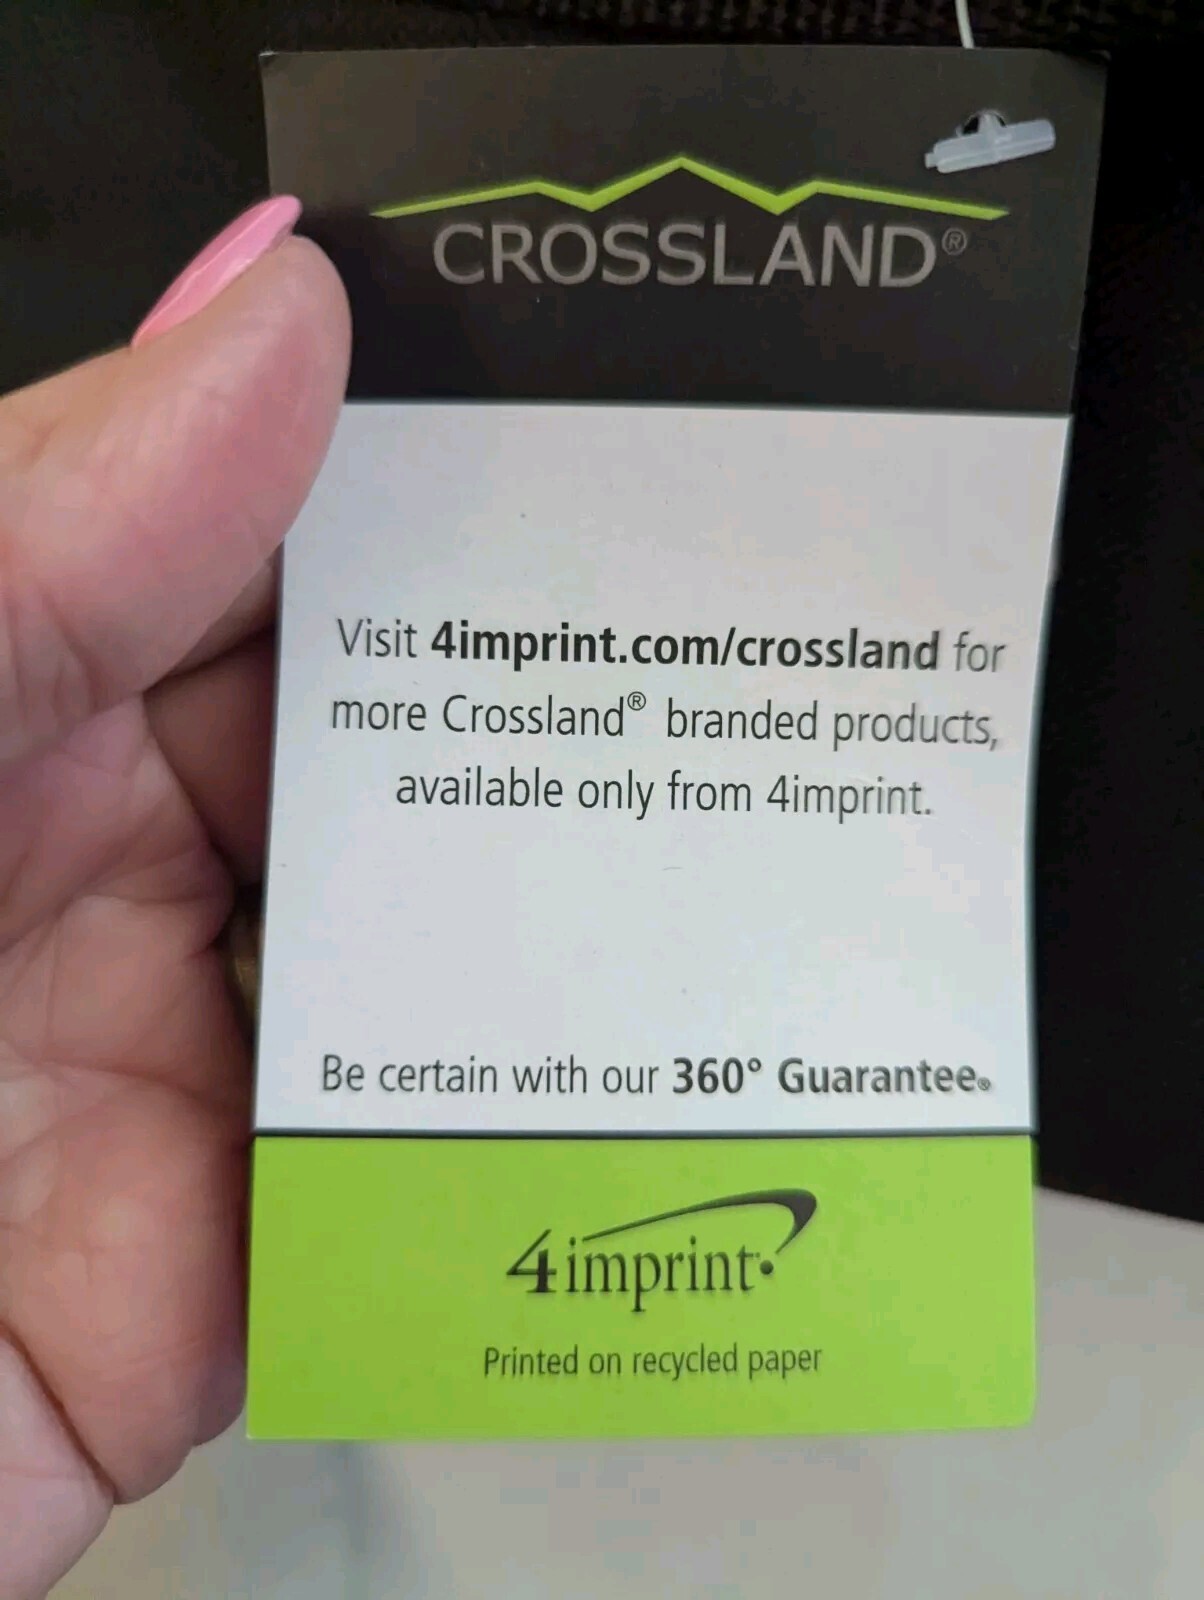 CROSSLAND®
Visit 4imprint.com/crossland for
more Crossland® branded products,
available only from 4imprint.
Be certain with our 360° Guarantee®
4imprint
Printed on recycled paper